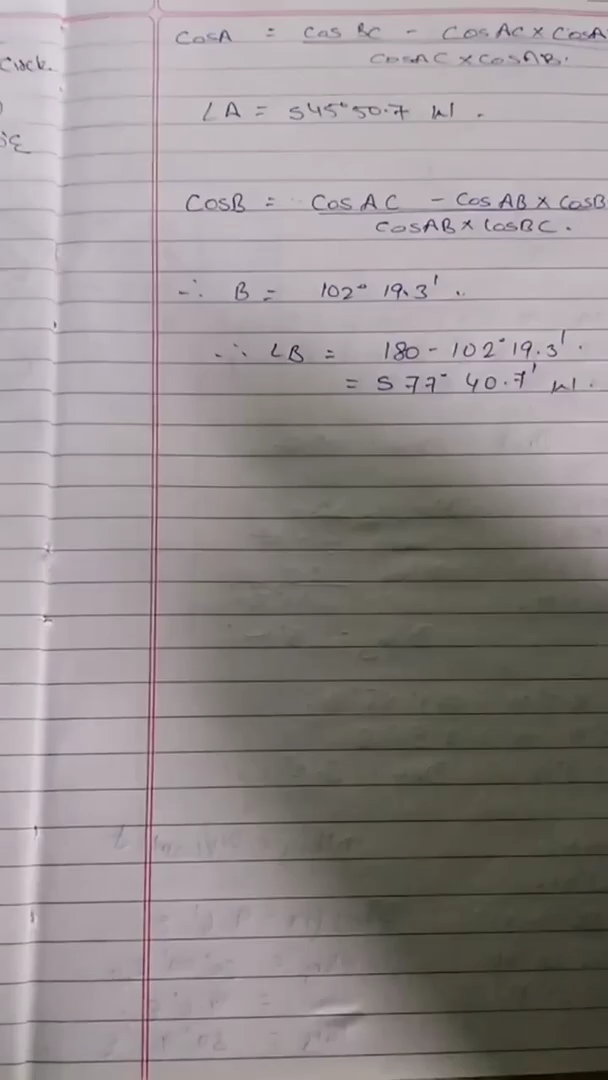 CosA = Cos BC - Cos AC x CosA
CosAC x CosAB.
Circle.
∠A = S45°50.7 W.
CosB = Cos AC - Cos AB x CosB
CosAB x CosBC.
∴ B = 102° 19.3'.
∴ ∠B = 180 - 102°19.3'.
= S 77° 40.7' W.